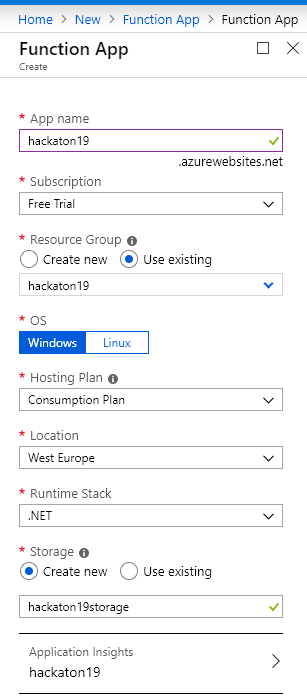 Home > New > Function App > Function App
Function App
Create
* App name
hackaton19
.azurewebsites.net
* Subscription
Free Trial
* Resource Group
Create new Use existing
hackaton19
* OS
Windows Linux
* Hosting Plan
Consumption Plan
* Location
West Europe
* Runtime Stack
.NET
* Storage
Create new Use existing
hackaton19storage
Application Insights
hackaton19